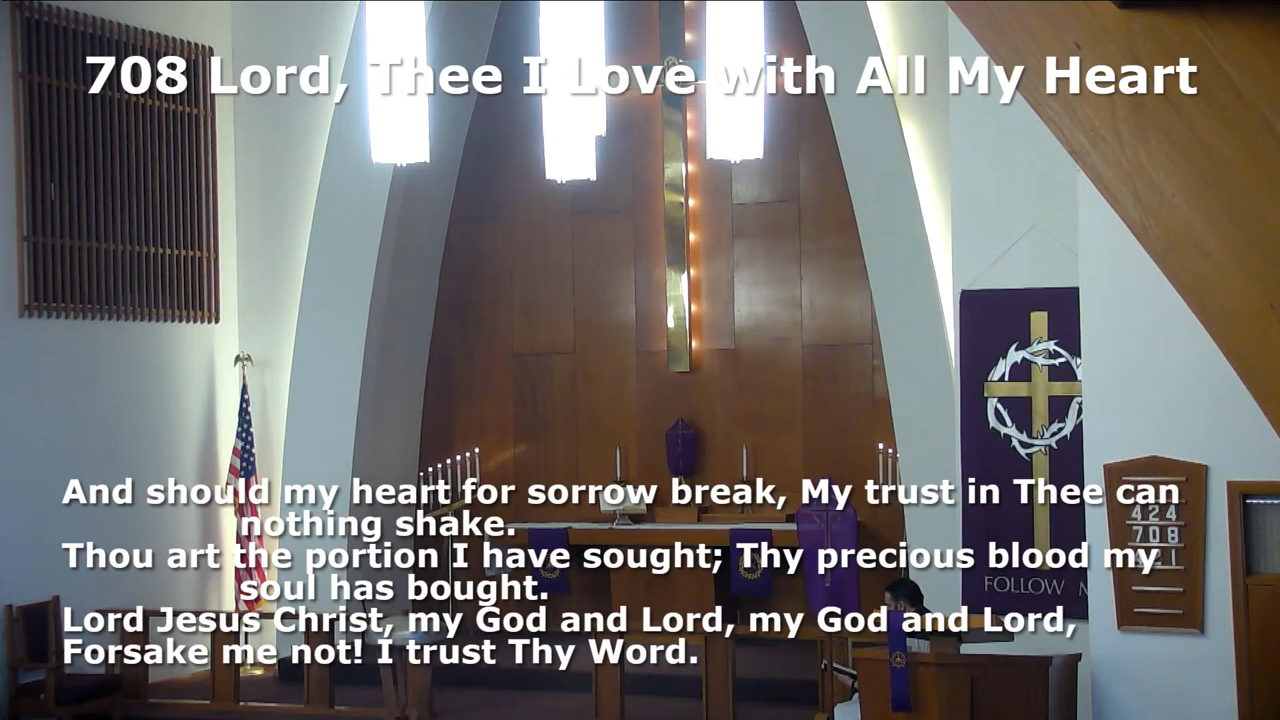 708 Lord, Thee I Love with All My Heart
And should my heart for sorrow break, My trust in Thee can
nothing shake.
Thou art the portion I have sought; Thy precious blood my
soul has bought.
Lord Jesus Christ, my God and Lord, my God and Lord,
Forsake me not! I trust Thy Word.
424
708
FOLLOW